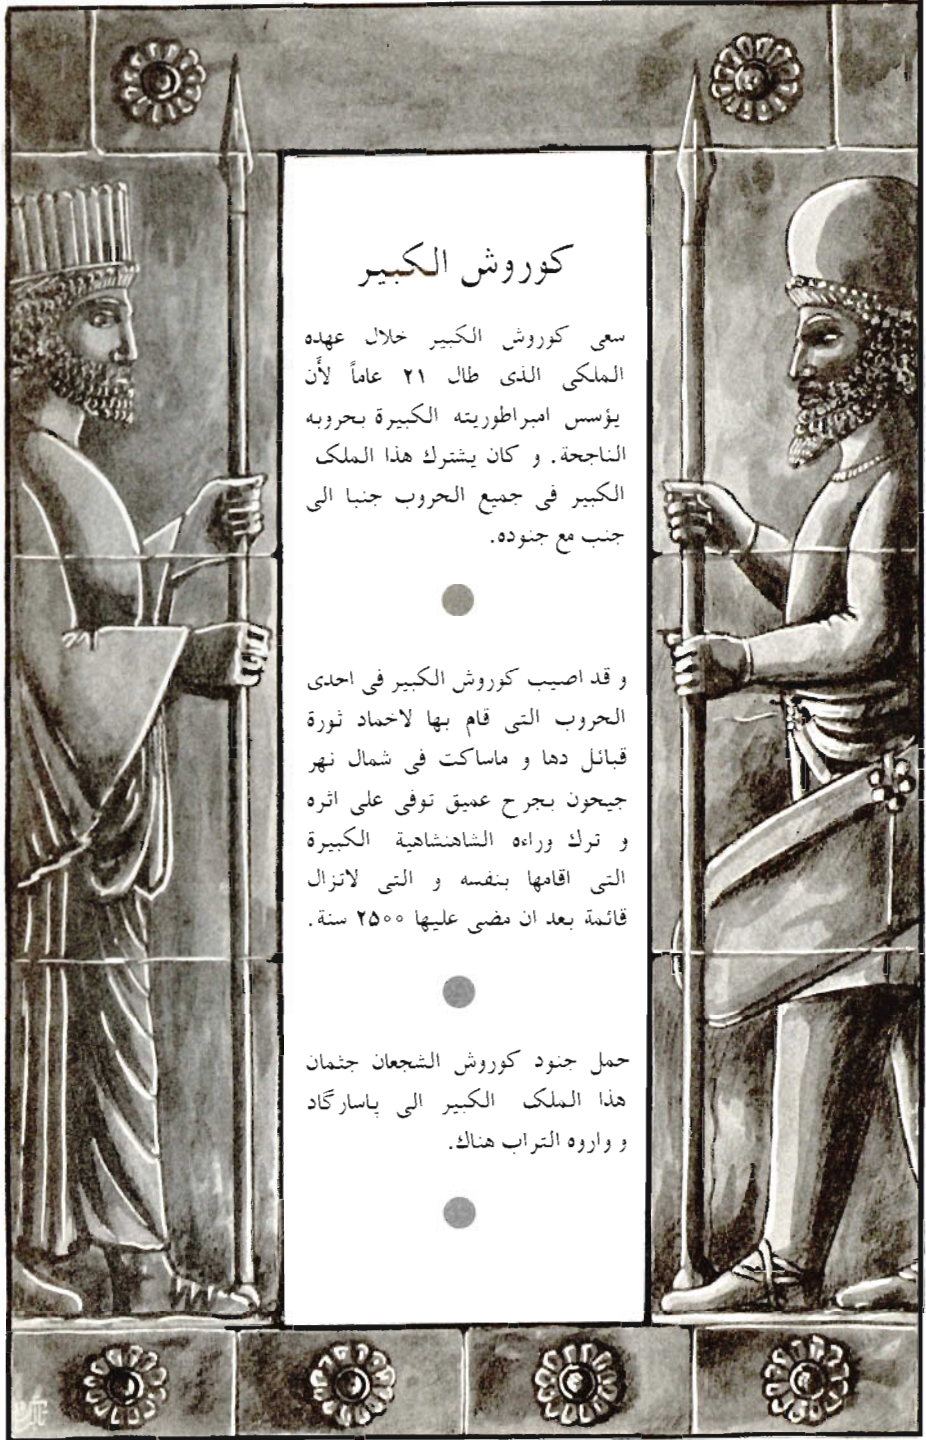 كوروش الكبير
سعى كوروش الكبير خلال عهده
الملكى الذى طال ٢١ عاماً لأن
يؤسس امبراطوريته الكبيرة بحروبه
الناجحة. و كان يشترك هذا الملک
الكبير فى جميع الحروب جنبا الى
جنب مع جنوده.
و قد اصيب كوروش الكبير فى احدى
الحروب التى قام بها لاخماد ثورة
قبائل دها و ماساكت فى شمال نهر
جيحون بجرح عميق توفى على اثره
و ترك وراءه الشاهنشاهية الكبيرة
التى اقامها بنفسه و التى لاتزال
قائمة بعد ان مضى عليها ٢٥٠٠ سنة.
حمل جنود كوروش الشجعان جثمان
هذا الملک الكبير الى پاسارگاد
و واروه التراب هناك.